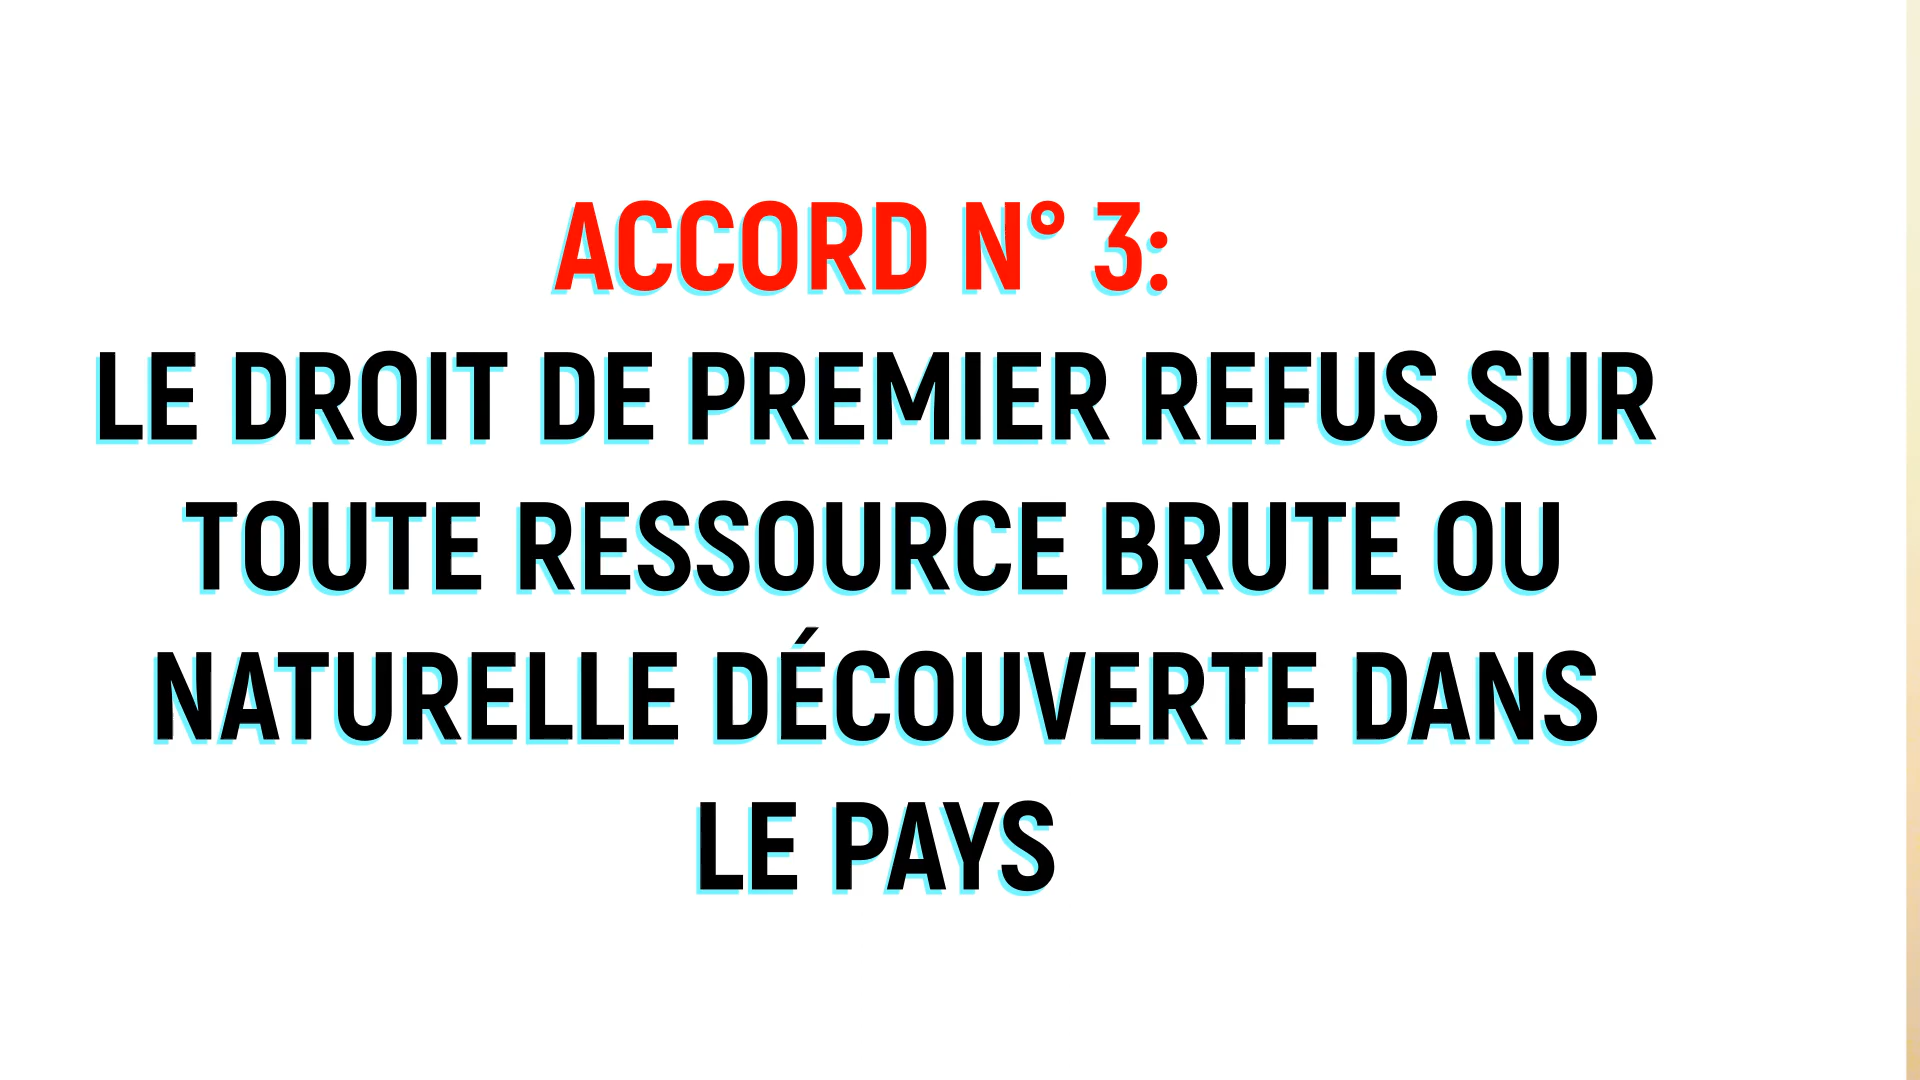 ACCORD N° 3:
LE DROIT DE PREMIER REFUS SUR
TOUTE RESSOURCE BRUTE OU
NATURELLE DÉCOUVERTE DANS
LE PAYS